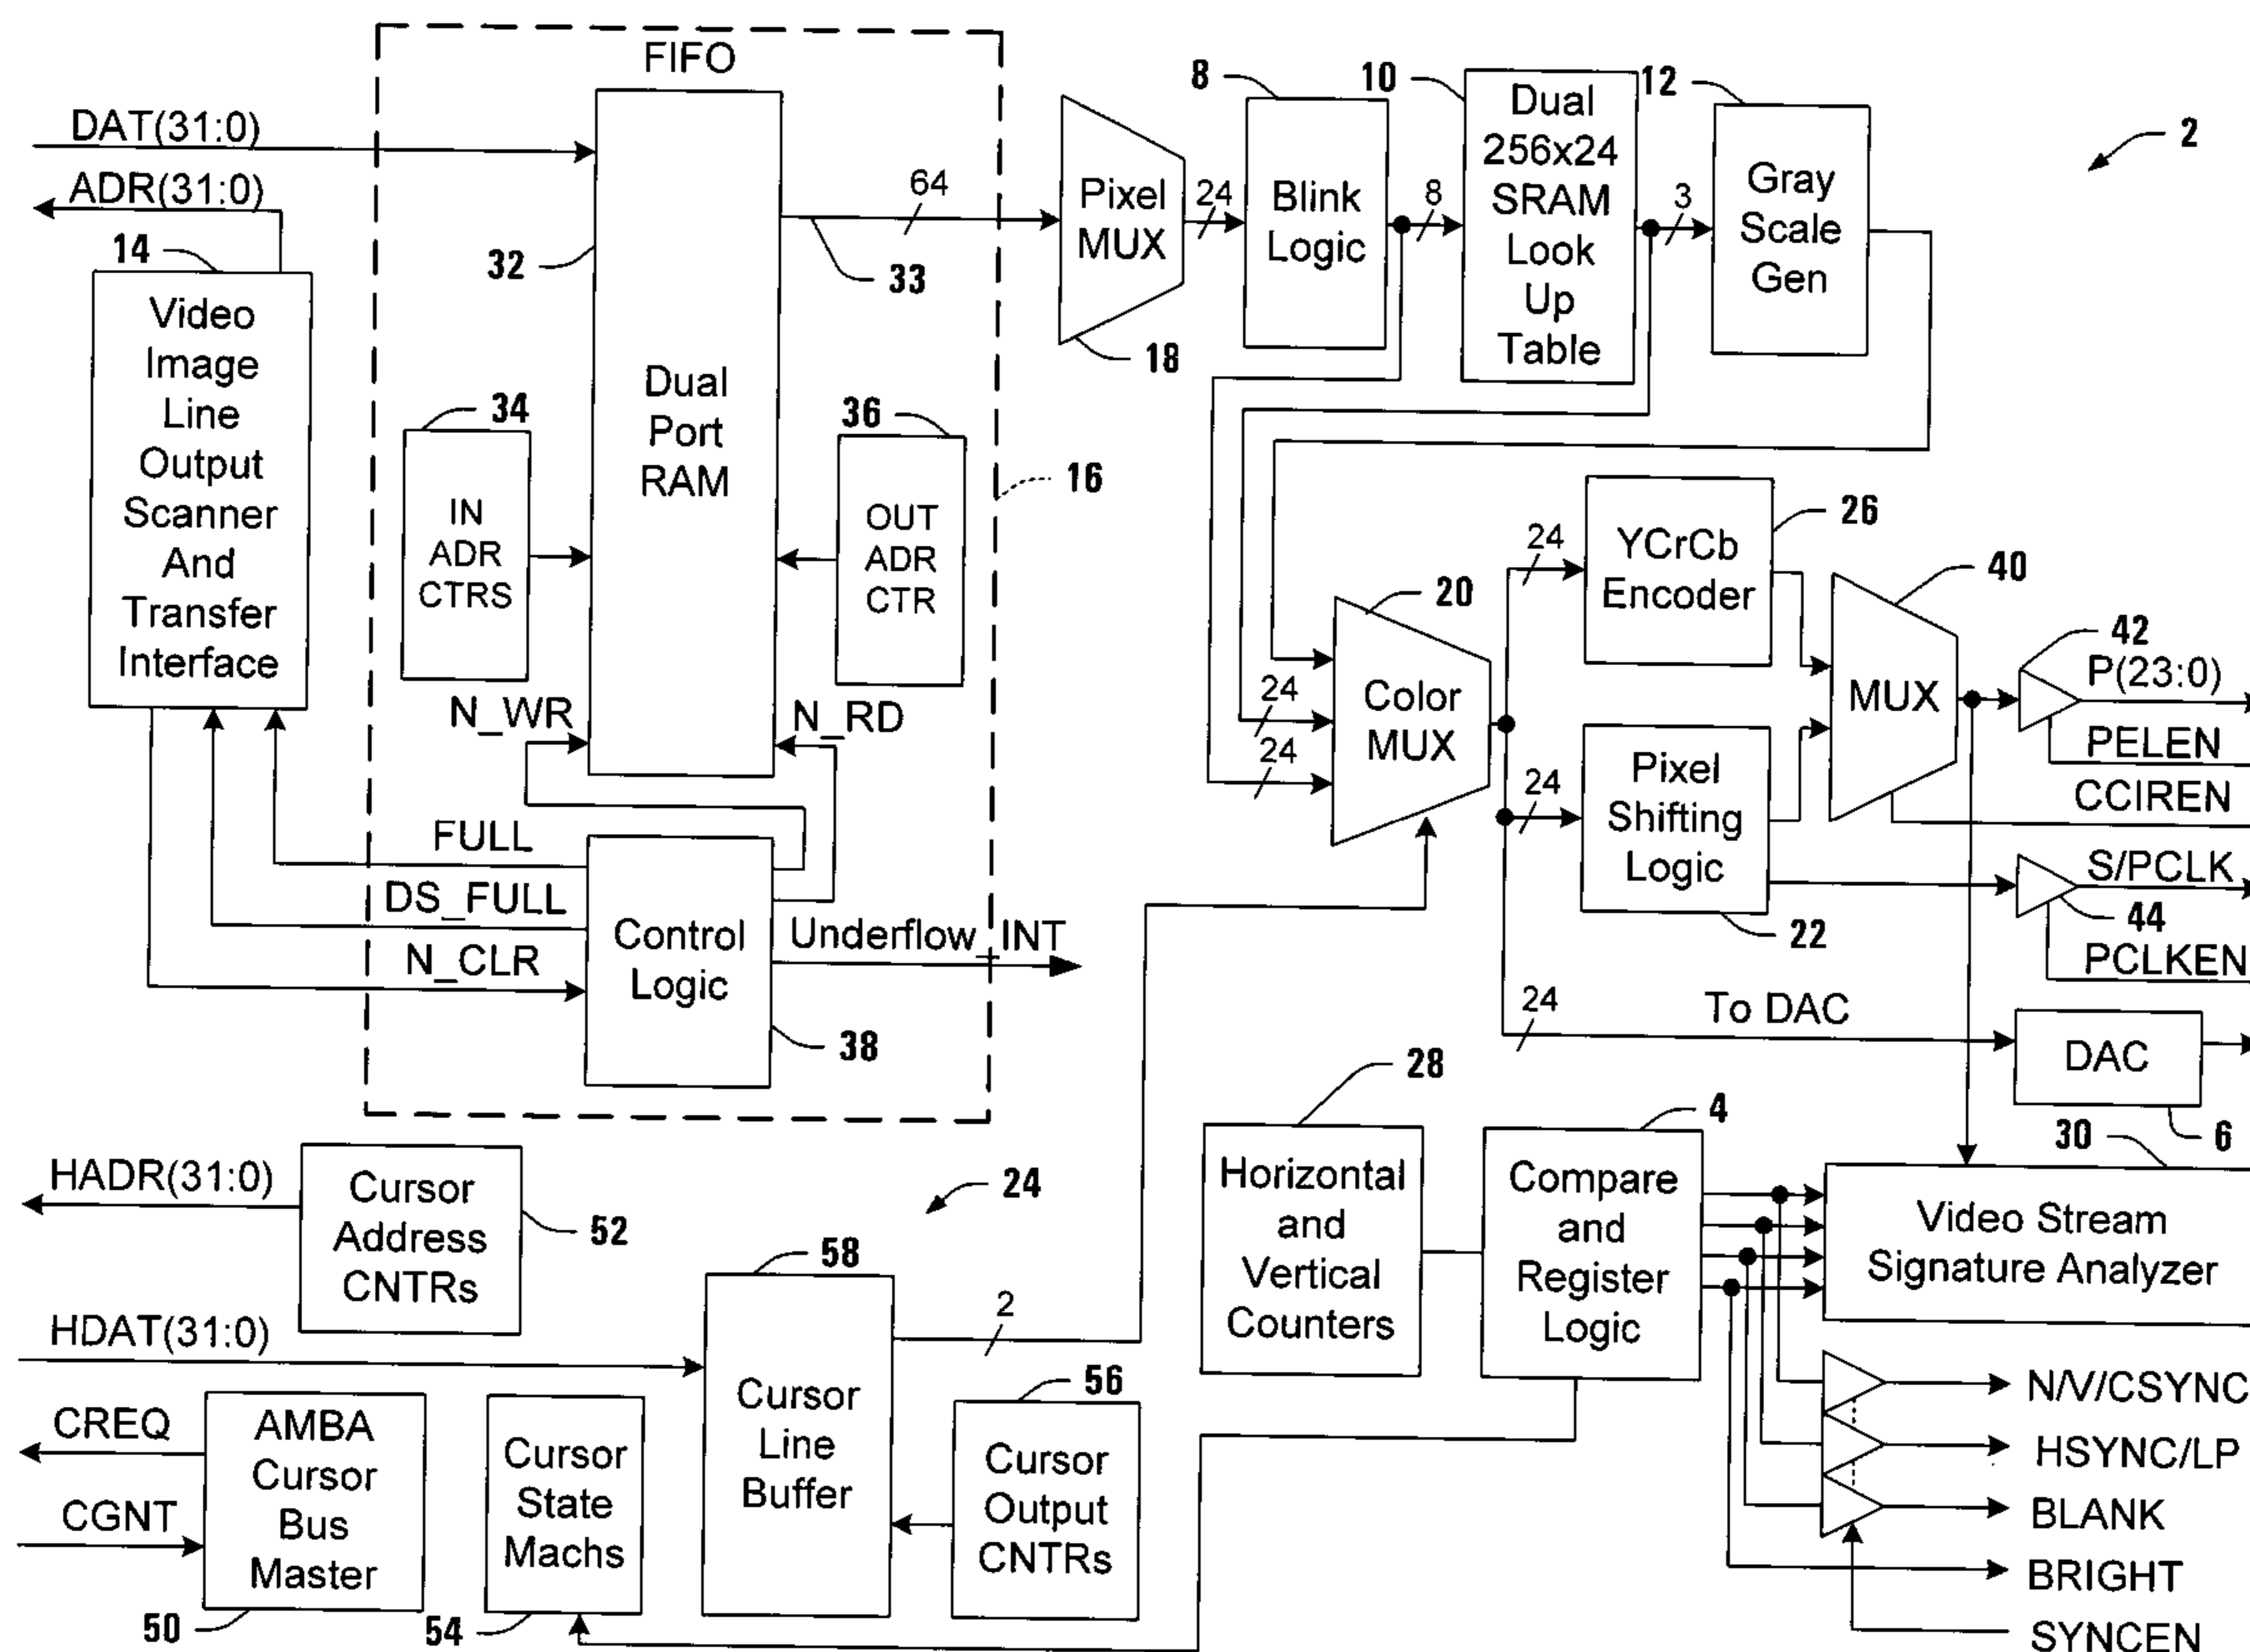 FIFO
DAT(31:0)
ADR(31:0)
14
Video
Image
Line
Output
Scanner
And
Transfer
Interface
32
Dual
Port
RAM
33
64
34
IN
ADR
CTRS
36
OUT
ADR
CTR
16
N_WR
N_RD
FULL
DS_FULL
N_CLR
Control
Logic
Underflow_INT
38
Pixel
MUX
18
24
8
Blink
Logic
8
10
Dual
256x24
SRAM
Look
Up
Table
3
12
Gray
Scale
Gen
2
24
24
20
Color
MUX
24
YCrCb
Encoder
26
24
Pixel
Shifting
Logic
22
40
MUX
42
P(23:0)
PELEN
CCIREN
S/PCLK
44
PCLKEN
24
To DAC
DAC
6
HADR(31:0)
Cursor
Address
CNTRs
52
24
HDAT(31:0)
58
Cursor
Line
Buffer
2
CREQ
CGNT
AMBA
Cursor
Bus
Master
50
Cursor
State
Machs
54
56
Cursor
Output
CNTRs
28
Horizontal
and
Vertical
Counters
4
Compare
and
Register
Logic
30
Video Stream
Signature Analyzer
N/V/CSYNC
HSYNC/LP
BLANK
BRIGHT
SYNCEN